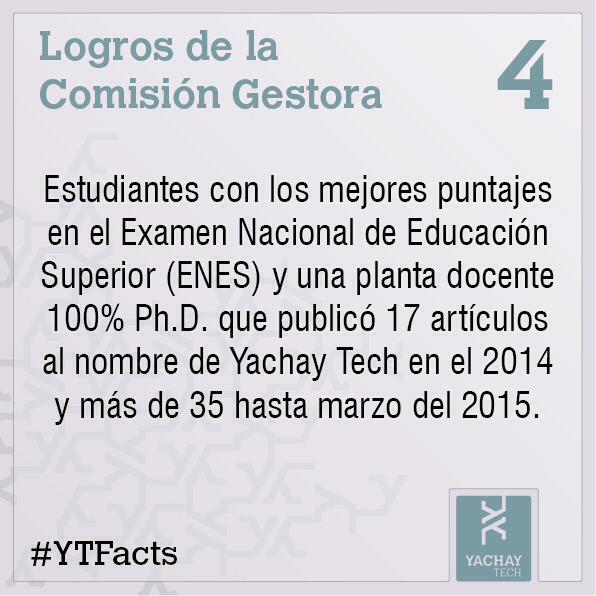 Logros de la
Comisión Gestora
4
Estudiantes con los mejores puntajes
en el Examen Nacional de Educación
Superior (ENES) y una planta docente
100% Ph.D. que publicó 17 artículos
al nombre de Yachay Tech en el 2014
y más de 35 hasta marzo del 2015.
#YTFacts
YACHAY
TECH